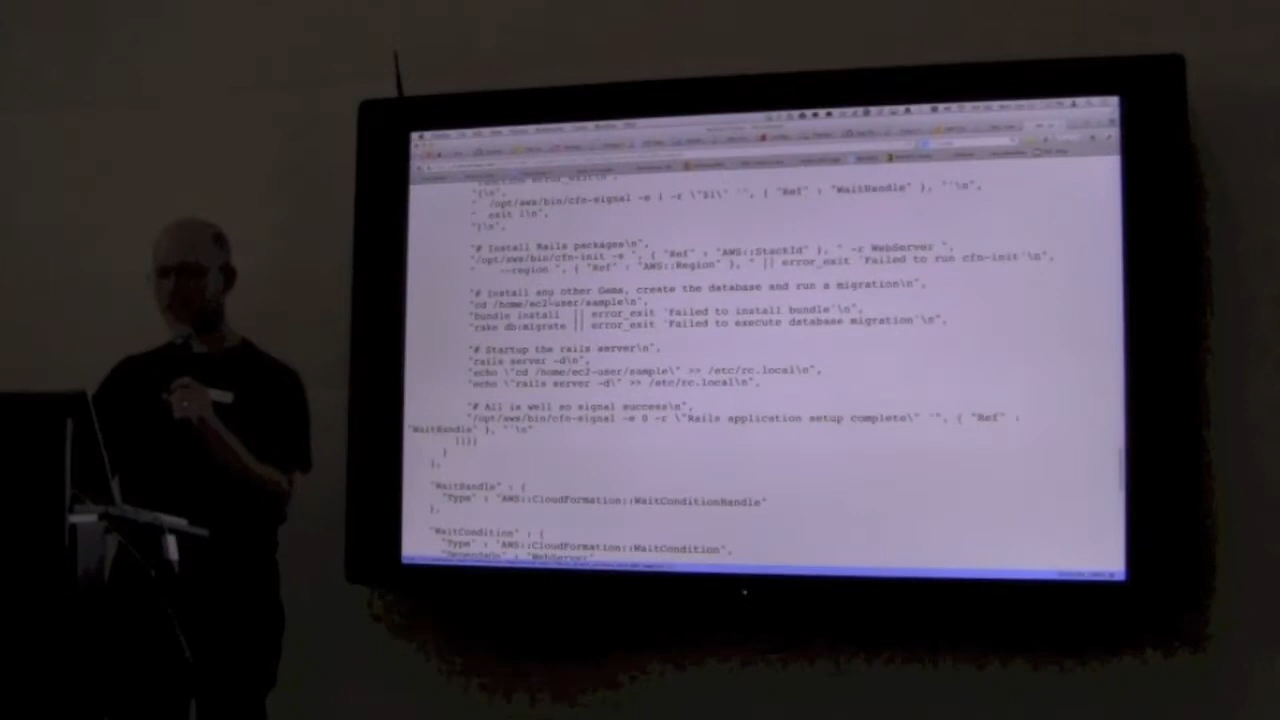 "function error_exit\n",
"{\n",
"  /opt/aws/bin/cfn-signal -e 1 -r \"$1\" '", { "Ref" : "WaitHandle" }, "'\n",
"  exit 1\n",
"}\n",
"# Install Rails packages\n",
"/opt/aws/bin/cfn-init -s ", { "Ref" : "AWS::StackId" }, " -r WebServer ",
"    --region ", { "Ref" : "AWS::Region" }, " || error_exit 'Failed to run cfn-init'\n",
"# Install any other Gems, create the database and run a migration\n",
"cd /home/ec2-user/sample\n",
"bundle install  || error_exit 'Failed to install bundle'\n",
"rake db:migrate || error_exit 'Failed to execute database migration'\n",
"# Startup the rails server\n",
"rails server -d\n",
"echo \"cd /home/ec2-user/sample\" >> /etc/rc.local\n",
"echo \"rails server -d\" >> /etc/rc.local\n",
"# All is well so signal success\n",
"/opt/aws/bin/cfn-signal -e 0 -r \"Rails application setup complete\" '", { "Ref" :
"WaitHandle" }, "'\n"
]]}}
}
},
"WaitHandle" : {
"Type" : "AWS::CloudFormation::WaitConditionHandle"
},
"WaitCondition" : {
"Type" : "AWS::CloudFormation::WaitCondition",
"DependsOn" : "WebServer"